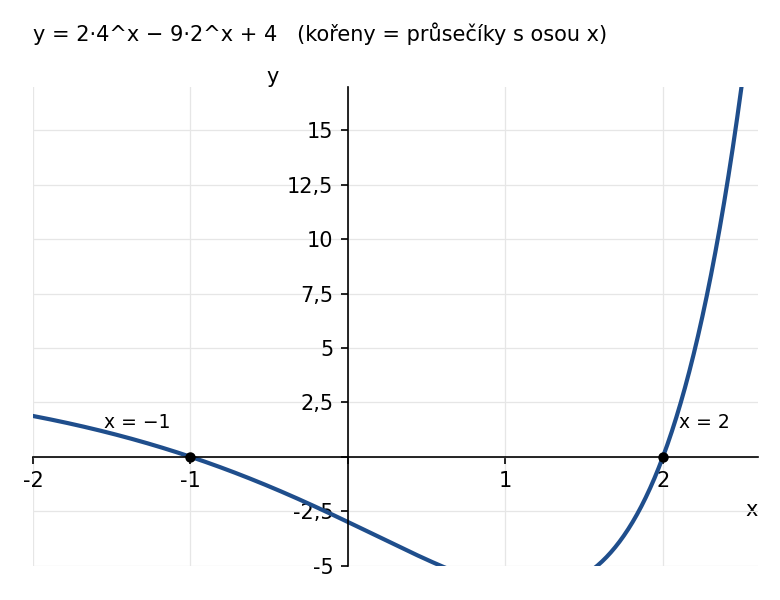 y = 2·4^x − 9·2^x + 4   (kořeny = průsečíky s osou x)
y
15
12,5
10
7,5
5
2,5
x = −1
x = 2
-2
-1
1
2
-2,5
x
-5